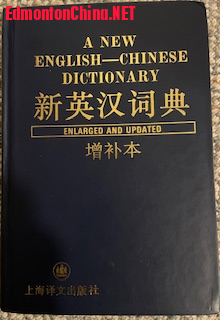 EdmontonChina.NET
A NEW
ENGLISH—CHINESE
DICTIONARY
新英汉词典
ENLARGED AND UPDATED
增补本
上海译文出版社